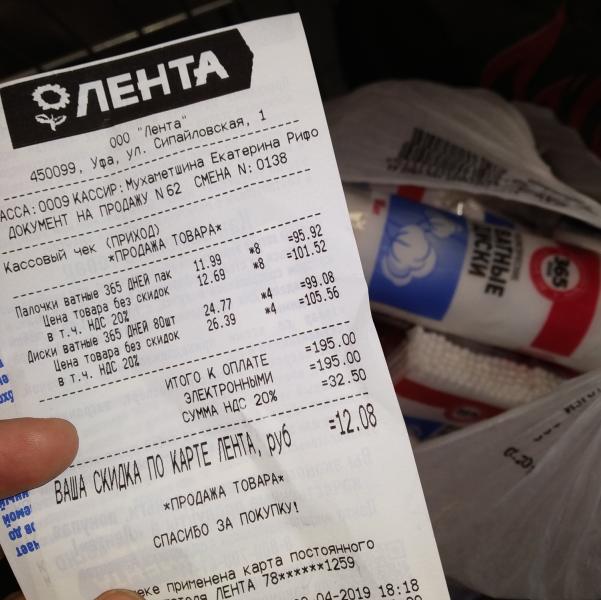 ЛЕНТА
ООО "Лента"
450099, Уфа, ул. Сипайловская, 1
АССА: 0009 КАССИР: Мухаметшина Екатерина Рифо
ДОКУМЕНТ НА ПРОДАЖУ N 62 СМЕНА N: 0138
Кассовый чек (ПРИХОД)
*ПРОДАЖА ТОВАРА*
Палочки ватные 365 ДНЕЙ пак 11.99 *8 =95.92
Цена товара без скидок 12.69 *8 =101.52
в т.ч. НДС 20%
Диски ватные 365 ДНЕЙ 80шт 24.77 *4 =99.08
Цена товара без скидок 26.39 *4 =105.56
в т.ч. НДС 20%
ИТОГО К ОПЛАТЕ =195.00
ЭЛЕКТРОННЫМИ =195.00
СУММА НДС 20% =32.50
ВАША СКИДКА ПО КАРТЕ ЛЕНТА, руб =12.08
*ПРОДАЖА ТОВАРА*
СПАСИБО ЗА ПОКУПКУ!
еке применена карта постоянного
теля ЛЕНТА 78******1259
04-2019 18:18
ВАТНЫЕ
ДИСКИ
365